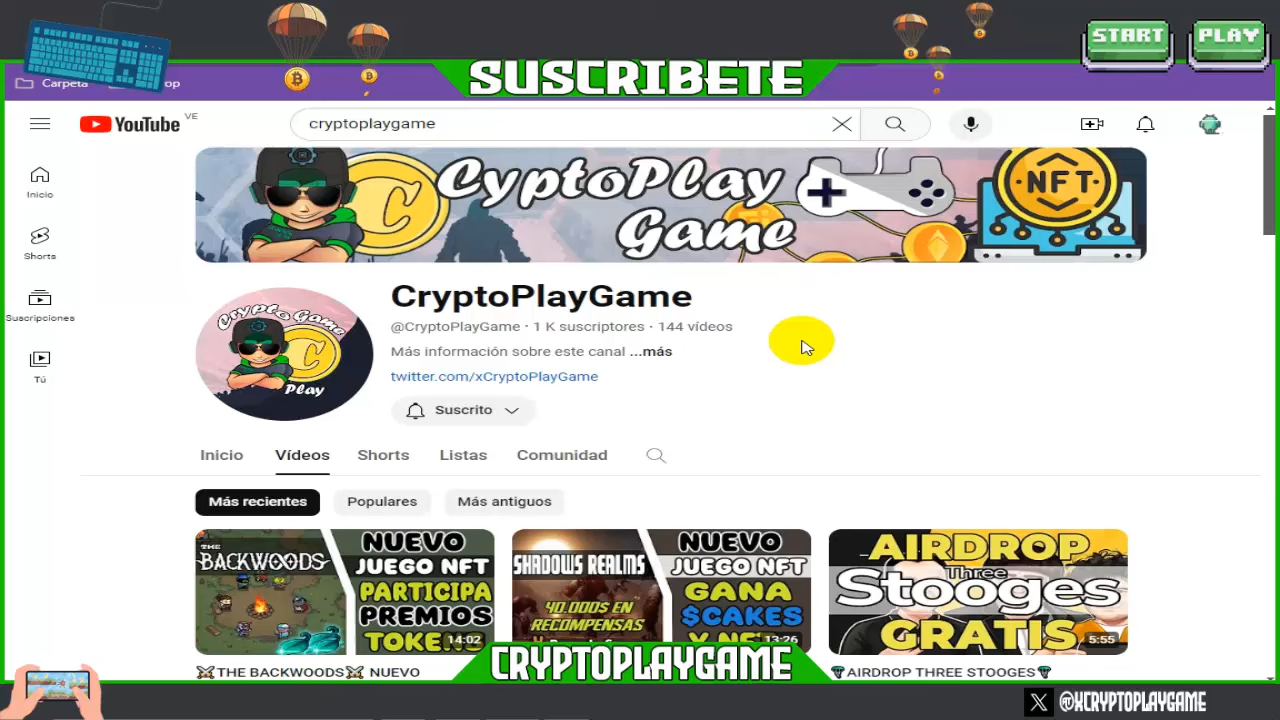 START
PLAY
SUSCRIBETE
Carpeta
op
YouTube VE
cryptoplaygame
CyptoPlay
Game
NFT
Inicio
Shorts
Suscripciones
Tú
Crypto Game
Play
CryptoPlayGame
@CryptoPlayGame · 1 K suscriptores · 144 vídeos
Más información sobre este canal ...más
twitter.com/xCryptoPlayGame
Suscrito
Inicio
Vídeos
Shorts
Listas
Comunidad
Más recientes
Populares
Más antiguos
THE
BACKWOODS
NUEVO
JUEGO NFT
PARTICIPA
PREMIOS
TOKENS
14:02
SHADOWS REALMS
40.000$ EN
RECOMPENSAS
NUEVO
JUEGO NFT
GANA
$CAKES
13:26
AIRDROP
Three
Stooges
GRATIS
5:55
THE BACKWOODS NUEVO
AIRDROP THREE STOOGES
CRYPTOPLAYGAME
@XCRYPTOPLAYGAME